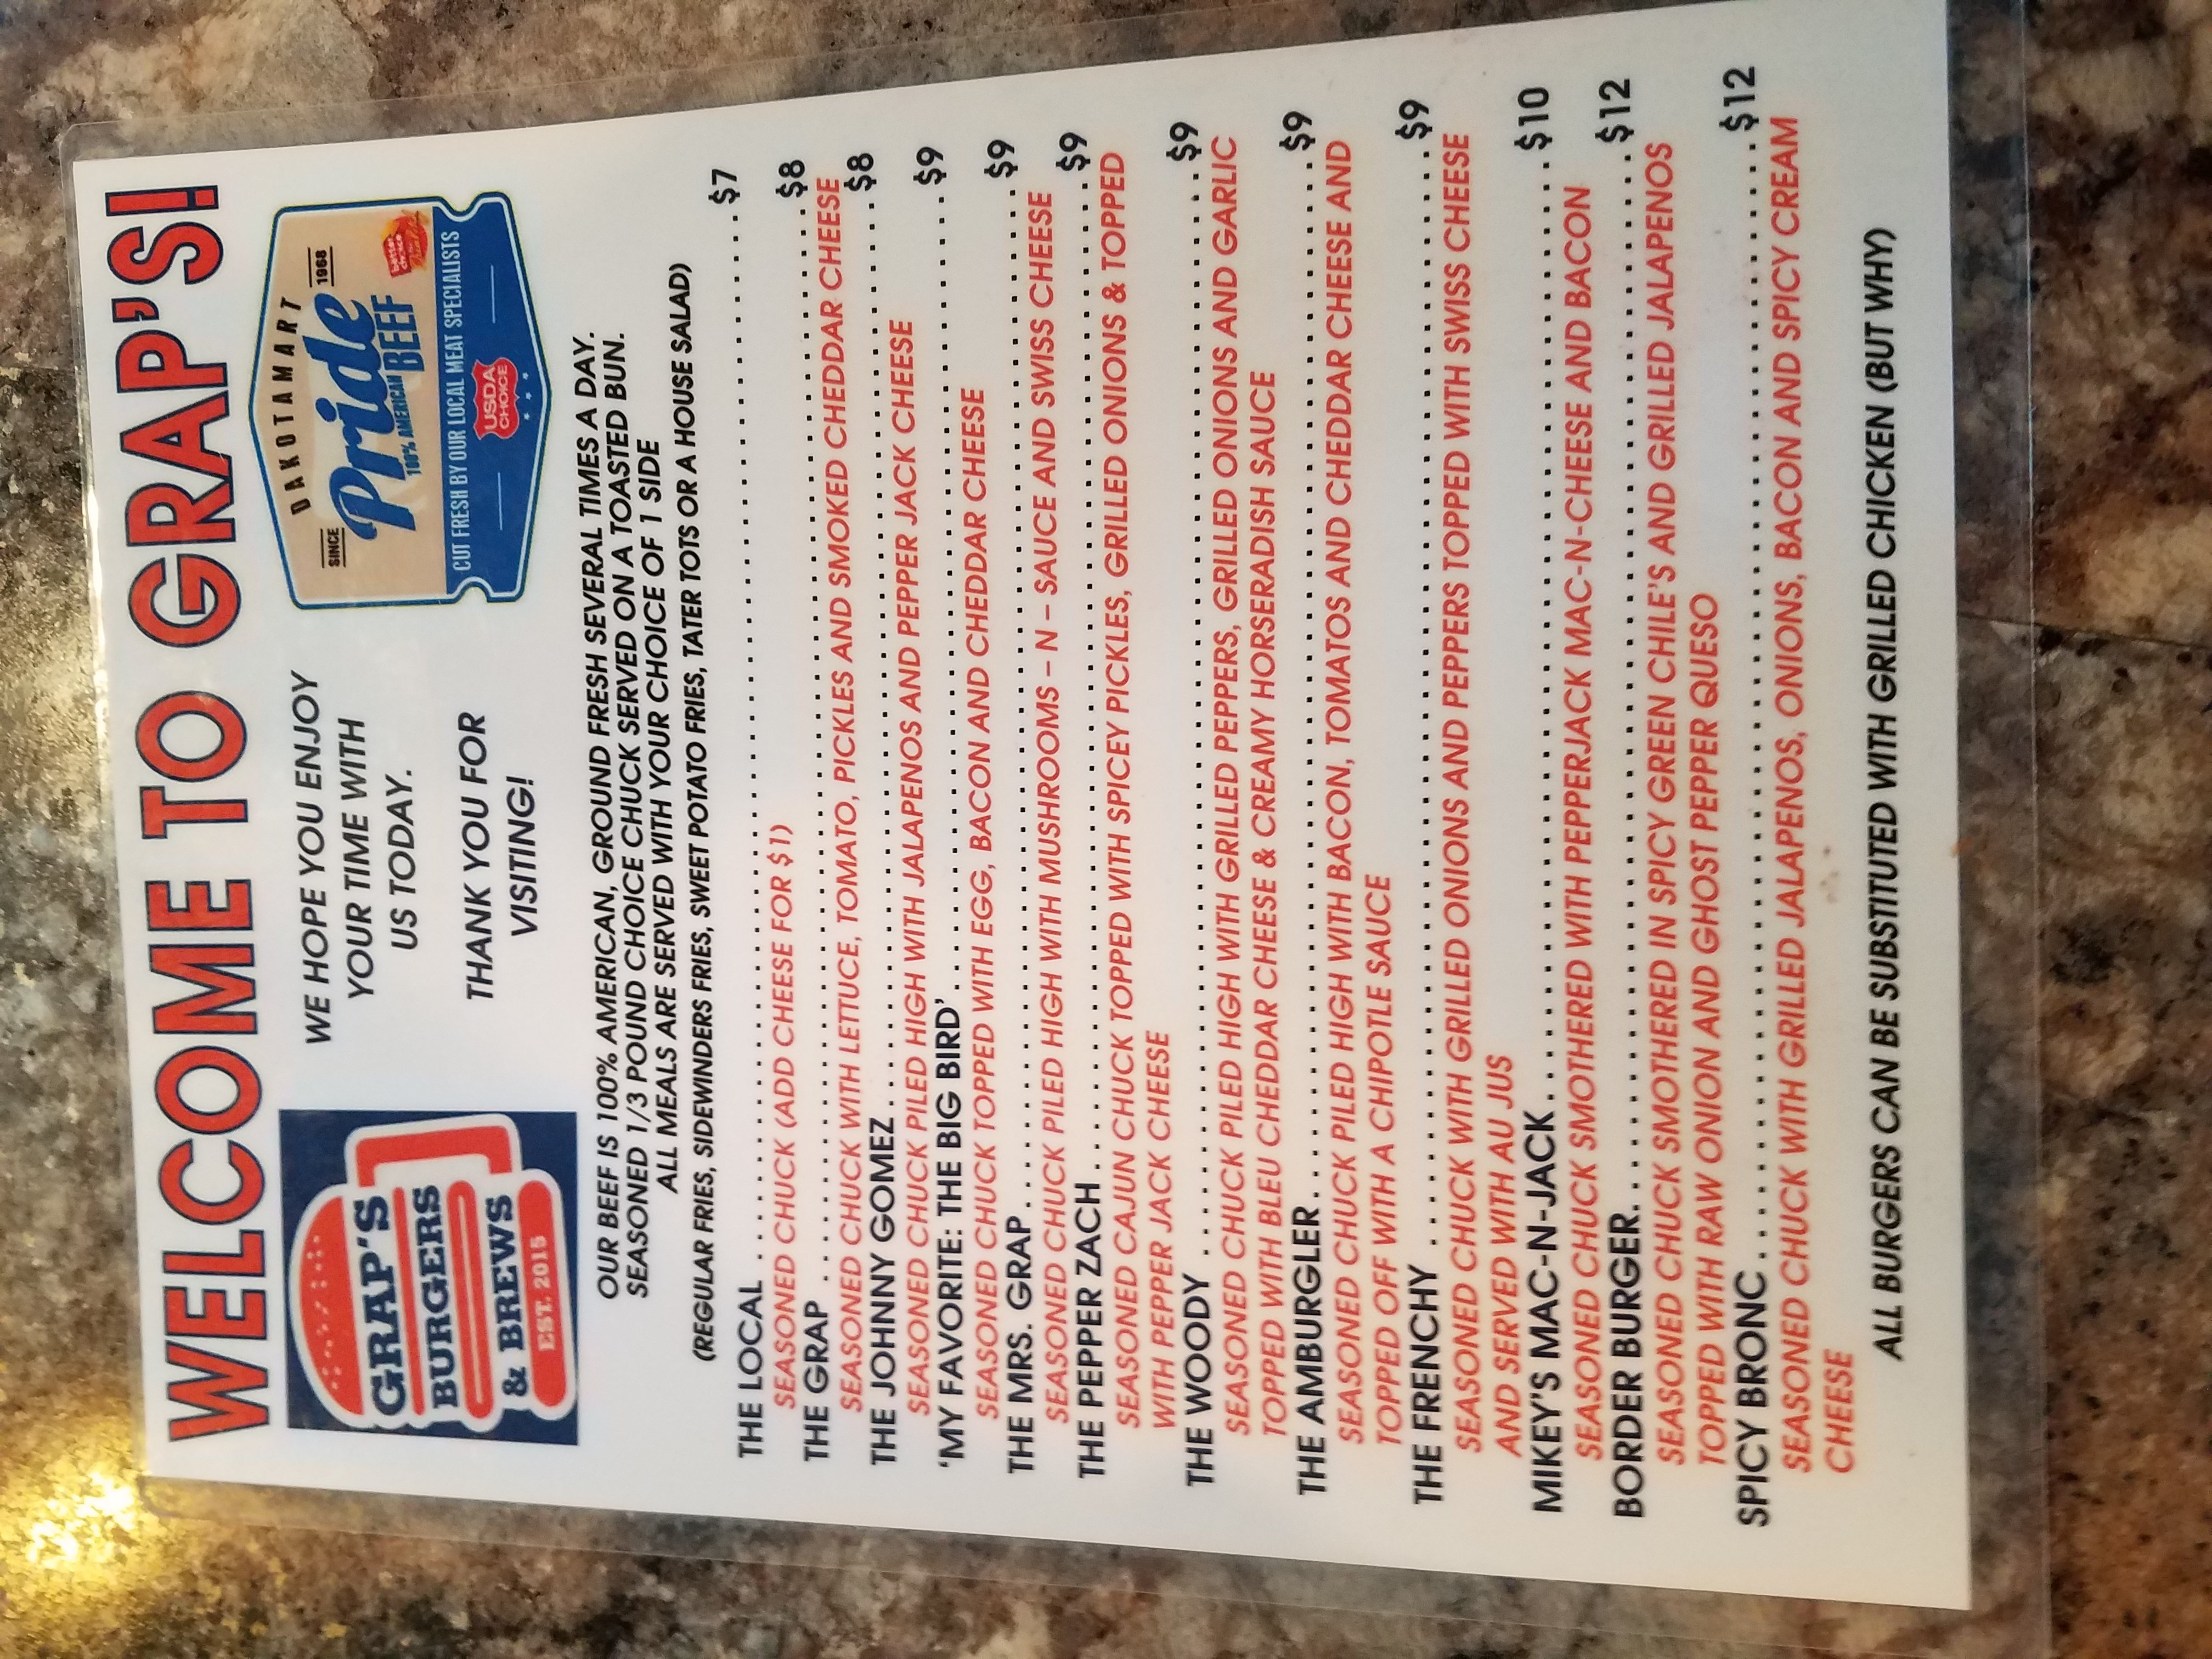 WELCOME TO GRAP'S!
GRAP'S
BURGERS
& BREWS
EST. 2015
WE HOPE YOU ENJOY
YOUR TIME WITH
US TODAY.
THANK YOU FOR
VISITING!
DAKOTAMART
SINCE 1968
Pride
100% AMERICAN BEEF
CUT FRESH BY OUR LOCAL MEAT SPECIALISTS
USDA
CHOICE
better
choice
OUR BEEF IS 100% AMERICAN, GROUND FRESH SEVERAL TIMES A DAY.
SEASONED 1/3 POUND CHOICE CHUCK SERVED ON A TOASTED BUN.
ALL MEALS ARE SERVED WITH YOUR CHOICE OF 1 SIDE
(REGULAR FRIES, SIDEWINDERS FRIES, SWEET POTATO FRIES, TATER TOTS OR A HOUSE SALAD)
THE LOCAL $7
SEASONED CHUCK (ADD CHEESE FOR $1)
THE GRAP $8
SEASONED CHUCK WITH LETTUCE, TOMATO, PICKLES AND SMOKED CHEDDAR CHEESE
THE JOHNNY GOMEZ $8
SEASONED CHUCK PILED HIGH WITH JALAPENOS AND PEPPER JACK CHEESE
'MY FAVORITE: THE BIG BIRD' $9
SEASONED CHUCK TOPPED WITH EGG, BACON AND CHEDDAR CHEESE
THE MRS. GRAP $9
SEASONED CHUCK PILED HIGH WITH MUSHROOMS – N – SAUCE AND SWISS CHEESE
THE PEPPER ZACH $9
SEASONED CAJUN CHUCK TOPPED WITH SPICEY PICKLES, GRILLED ONIONS & TOPPED
WITH PEPPER JACK CHEESE
THE WOODY $9
SEASONED CHUCK PILED HIGH WITH GRILLED PEPPERS, GRILLED ONIONS AND GARLIC
TOPPED WITH BLEU CHEDDAR CHEESE & CREAMY HORSERADISH SAUCE
THE AMBURGLER $9
SEASONED CHUCK PILED HIGH WITH BACON, TOMATOS AND CHEDDAR CHEESE AND
TOPPED OFF WITH A CHIPOTLE SAUCE
THE FRENCHY $9
SEASONED CHUCK WITH GRILLED ONIONS AND PEPPERS TOPPED WITH SWISS CHEESE
AND SERVED WITH AU JUS
MIKEY'S MAC-N-JACK $10
SEASONED CHUCK SMOTHERED WITH PEPPERJACK MAC-N-CHEESE AND BACON
BORDER BURGER $12
SEASONED CHUCK SMOTHERED IN SPICY GREEN CHILE'S AND GRILLED JALAPENOS
TOPPED WITH RAW ONION AND GHOST PEPPER QUESO
SPICY BRONC $12
SEASONED CHUCK WITH GRILLED JALAPENOS, ONIONS, BACON AND SPICY CREAM
CHEESE
ALL BURGERS CAN BE SUBSTITUTED WITH GRILLED CHICKEN (BUT WHY)